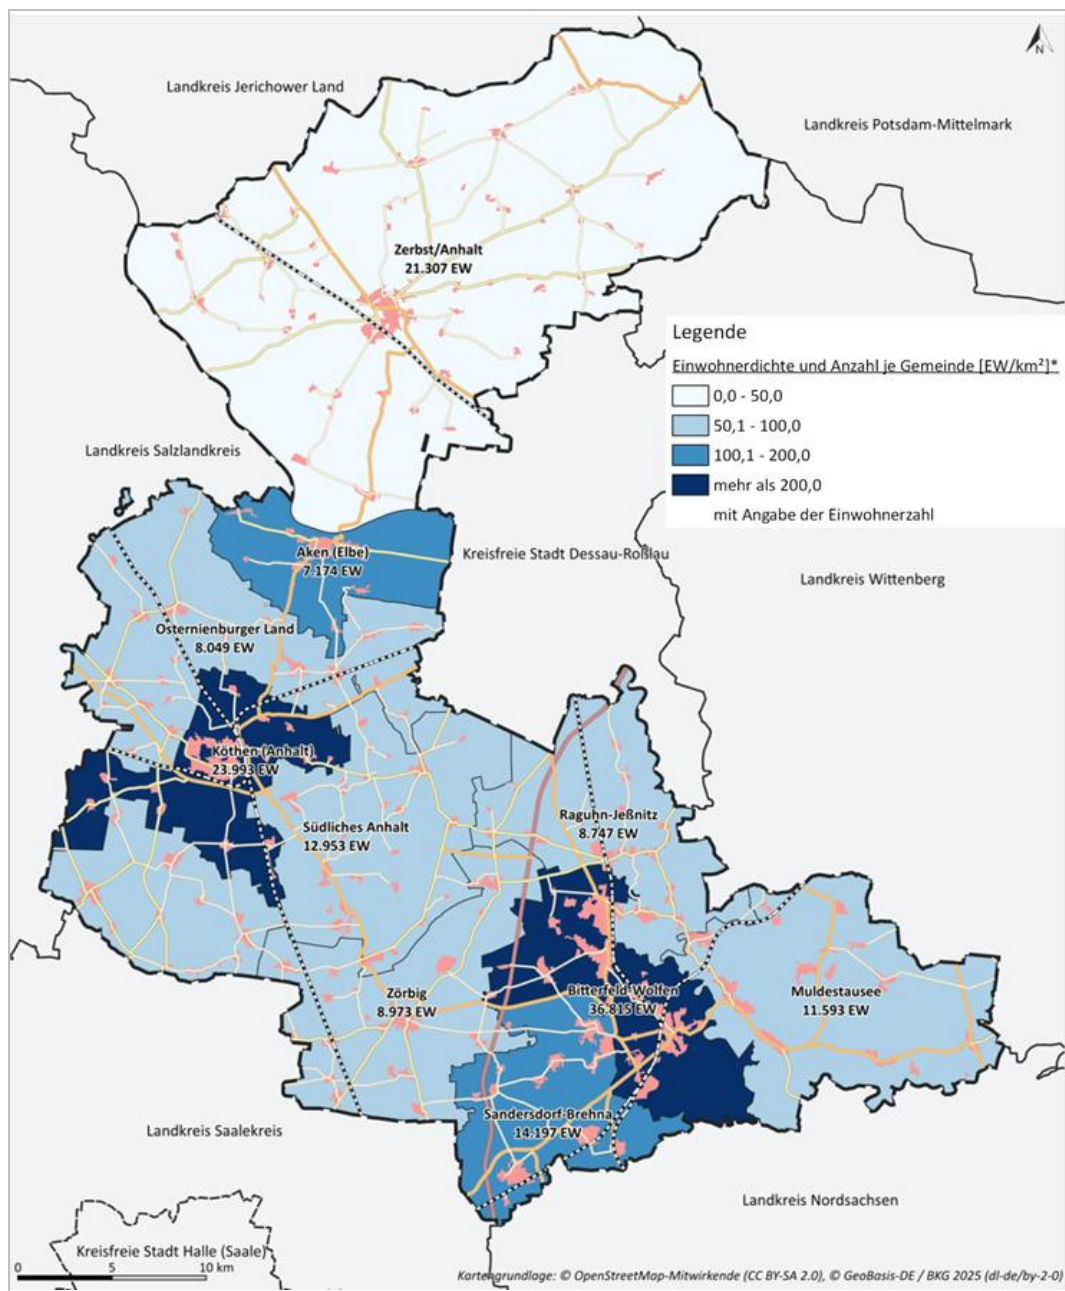 N
Landkreis Jerichower Land
Landkreis Potsdam-Mittelmark
Zerbst/Anhalt
21.307 EW
Legende
Einwohnerdichte und Anzahl je Gemeinde [EW/km²]*
0,0 - 50,0
50,1 - 100,0
100,1 - 200,0
mehr als 200,0
mit Angabe der Einwohnerzahl
Landkreis Salzlandkreis
Aken (Elbe)
7.174 EW
Kreisfreie Stadt Dessau-Roßlau
Landkreis Wittenberg
Osternienburger Land
8.049 EW
Köthen (Anhalt)
23.993 EW
Südliches Anhalt
12.953 EW
Raguhn-Jeßnitz
8.747 EW
Zörbig
8.973 EW
Bitterfeld-Wolfen
36.815 EW
Muldestausee
11.593 EW
Sandersdorf-Brehna
14.197 EW
Landkreis Saalekreis
Landkreis Nordsachsen
Kreisfreie Stadt Halle (Saale)
0 5 10 km
Kartengrundlage: © OpenStreetMap-Mitwirkende (CC BY-SA 2.0), © GeoBasis-DE / BKG 2025 (dl-de/by-2-0)